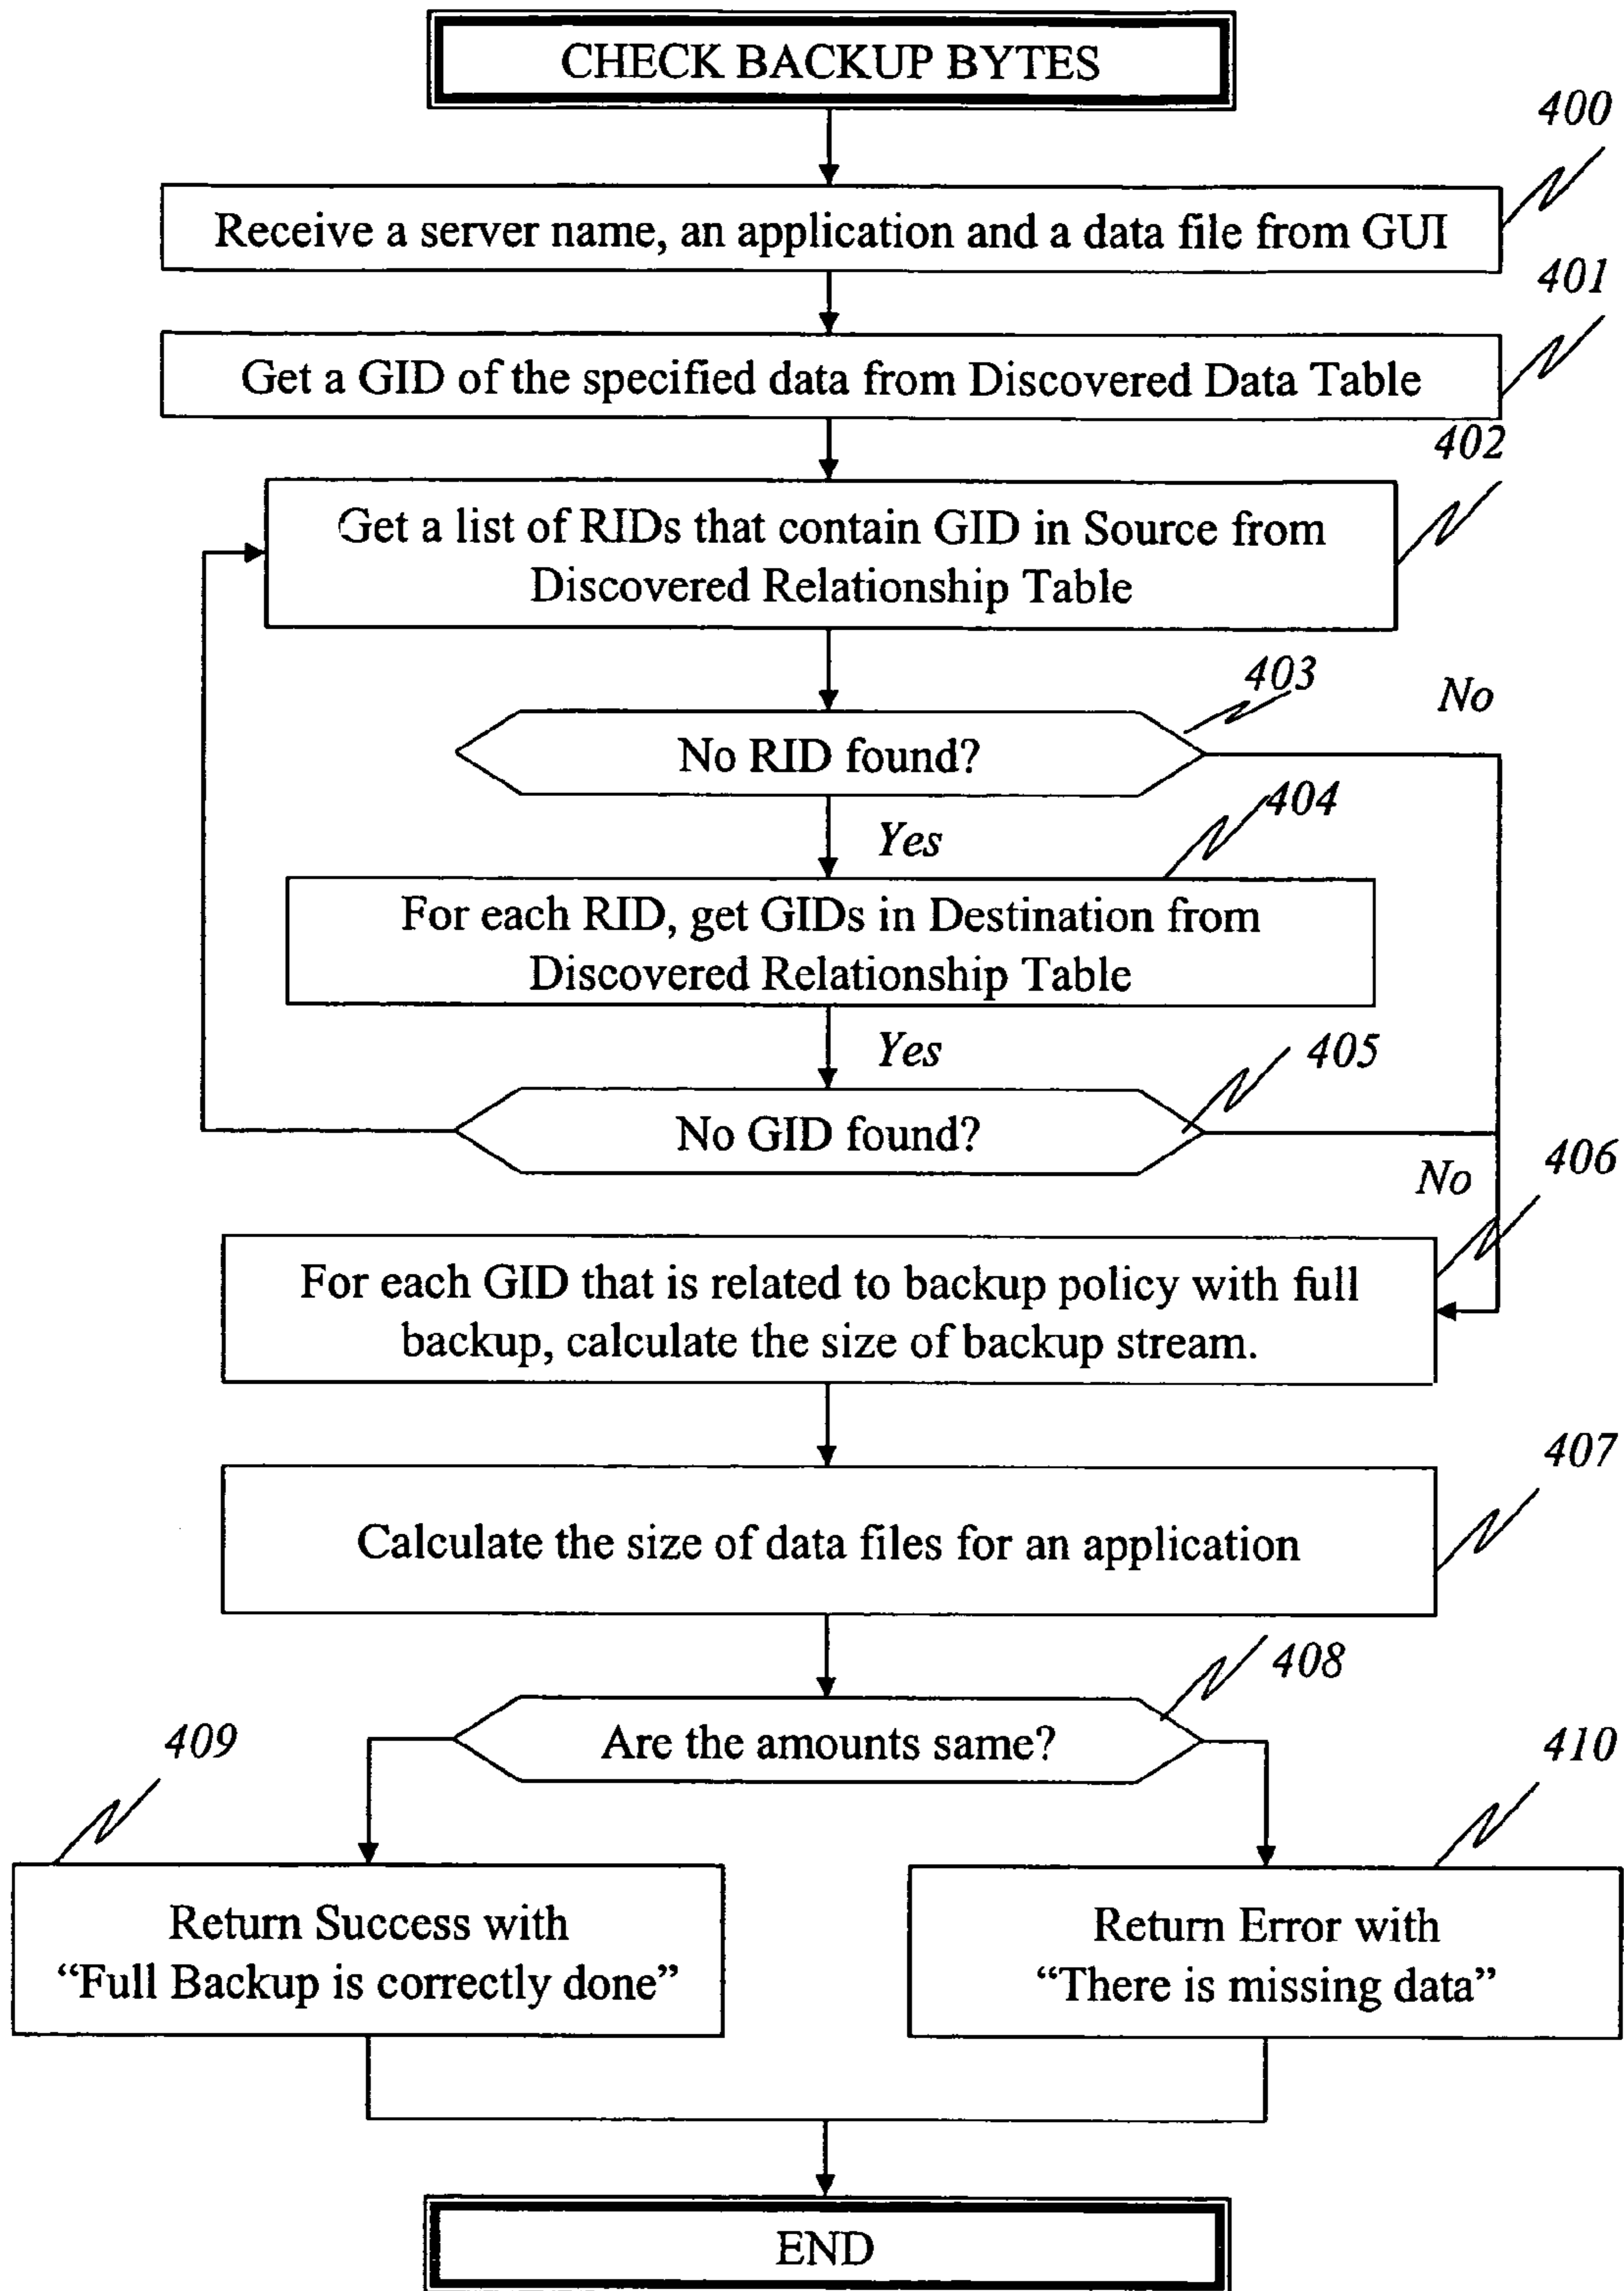 CHECK BACKUP BYTES
400
Receive a server name, an application and a data file from GUI
401
Get a GID of the specified data from Discovered Data Table
402
Get a list of RIDs that contain GID in Source from
Discovered Relationship Table
403
No
No RID found?
404
Yes
For each RID, get GIDs in Destination from
Discovered Relationship Table
Yes
405
No GID found?
No
406
For each GID that is related to backup policy with full
backup, calculate the size of backup stream.
407
Calculate the size of data files for an application
408
Are the amounts same?
409
410
Return Success with
“Full Backup is correctly done”
Return Error with
“There is missing data”
END